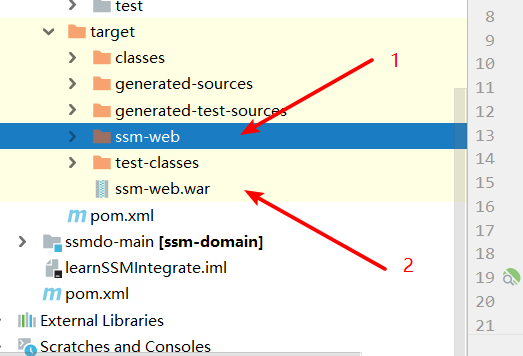 test
8
target
9
classes
1
10
generated-sources
11
generated-test-sources
12
ssm-web
13
test-classes
14
ssm-web.war
15
pom.xml
16
ssmdo-main [ssm-domain]
2
17
learnSSMIntegrate.iml
18
pom.xml
19
External Libraries
20
Scratches and Consoles
21